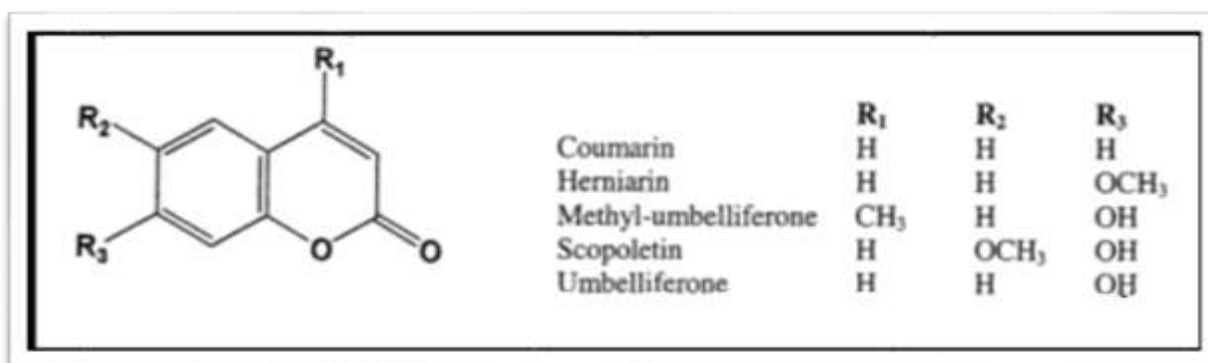 R₁
R₂
R₃
O
O
R₁ R₂ R₃
Coumarin H H H
Herniarin H H OCH₃
Methyl-umbelliferone CH₃ H OH
Scopoletin H OCH₃ OH
Umbelliferone H H OH